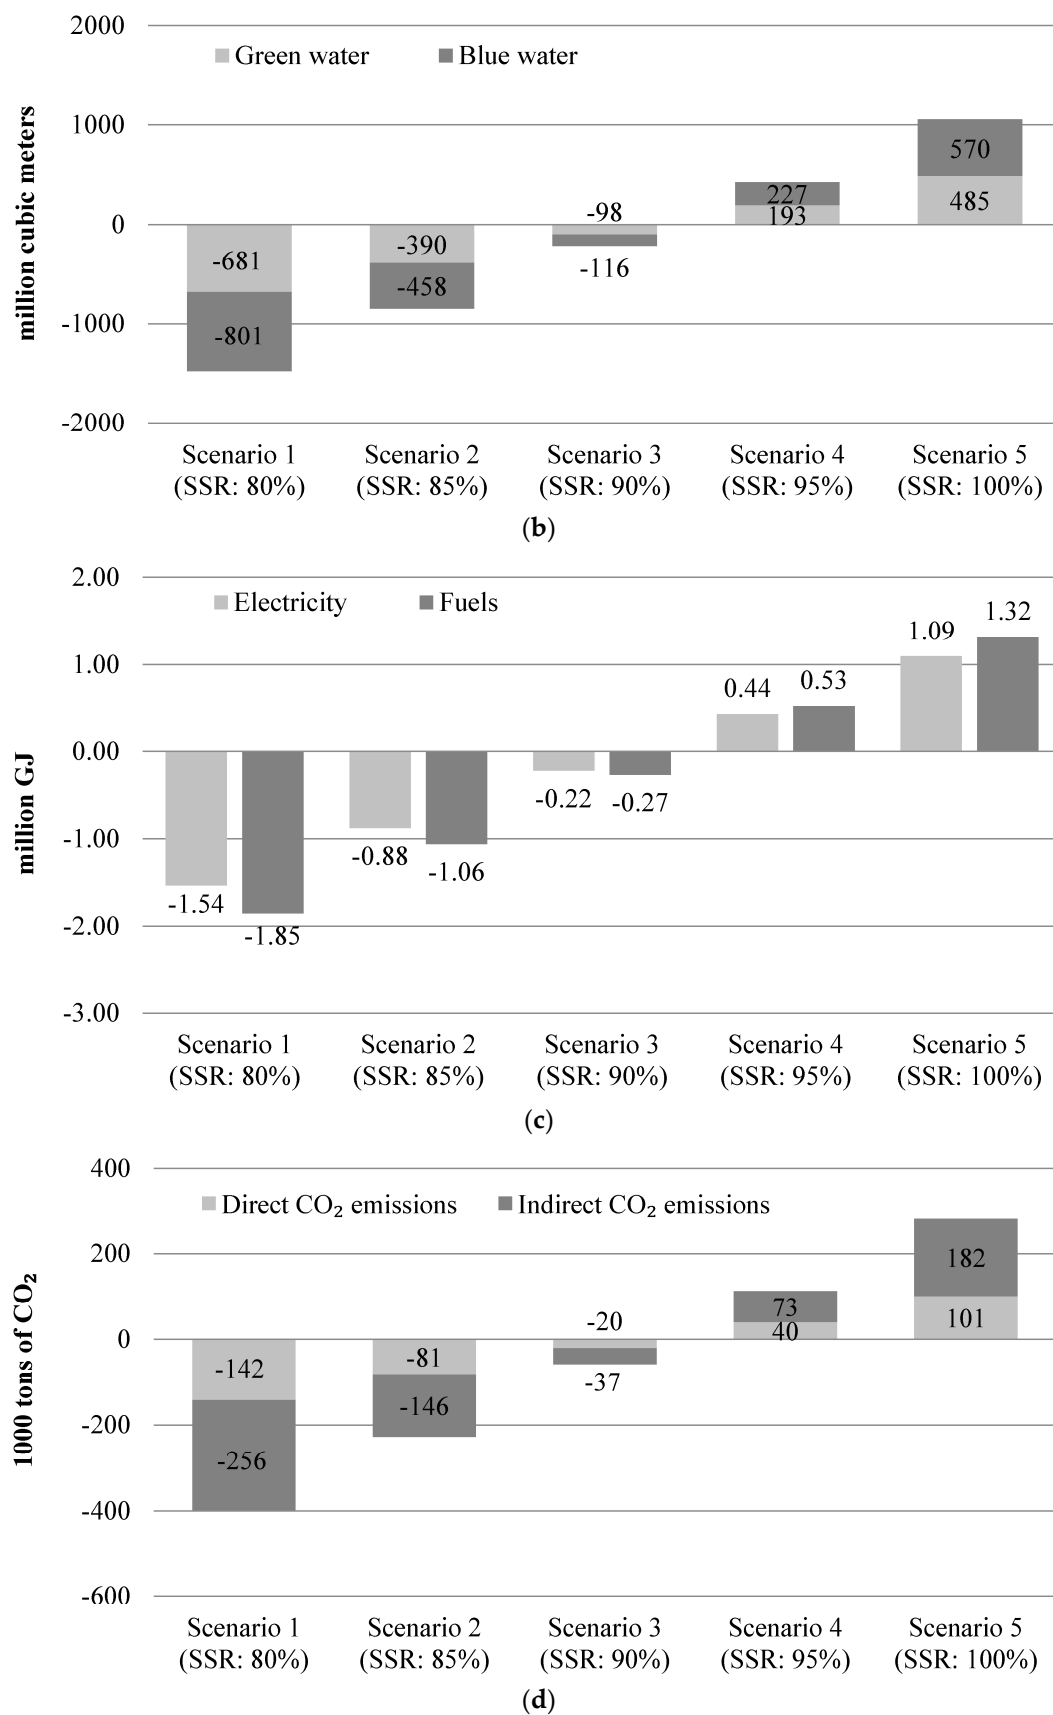 2000
Green water Blue water
1000
570
485
227
193
0
-98
-116
-390
-458
-681
-801
-1000
-2000
million cubic meters
Scenario 1 Scenario 2 Scenario 3 Scenario 4 Scenario 5
(SSR: 80%) (SSR: 85%) (SSR: 90%) (SSR: 95%) (SSR: 100%)
(b)
2.00
Electricity Fuels
1.32
1.09
1.00
0.44 0.53
0.00
-0.22 -0.27
-0.88 -1.06
-1.00
-1.54 -1.85
-2.00
-3.00
million GJ
Scenario 1 Scenario 2 Scenario 3 Scenario 4 Scenario 5
(SSR: 80%) (SSR: 85%) (SSR: 90%) (SSR: 95%) (SSR: 100%)
(c)
400
Direct CO₂ emissions Indirect CO₂ emissions
200
182
101
73
40
0
-20
-37
-81
-146
-142
-256
-200
-400
-600
1000 tons of CO₂
Scenario 1 Scenario 2 Scenario 3 Scenario 4 Scenario 5
(SSR: 80%) (SSR: 85%) (SSR: 90%) (SSR: 95%) (SSR: 100%)
(d)